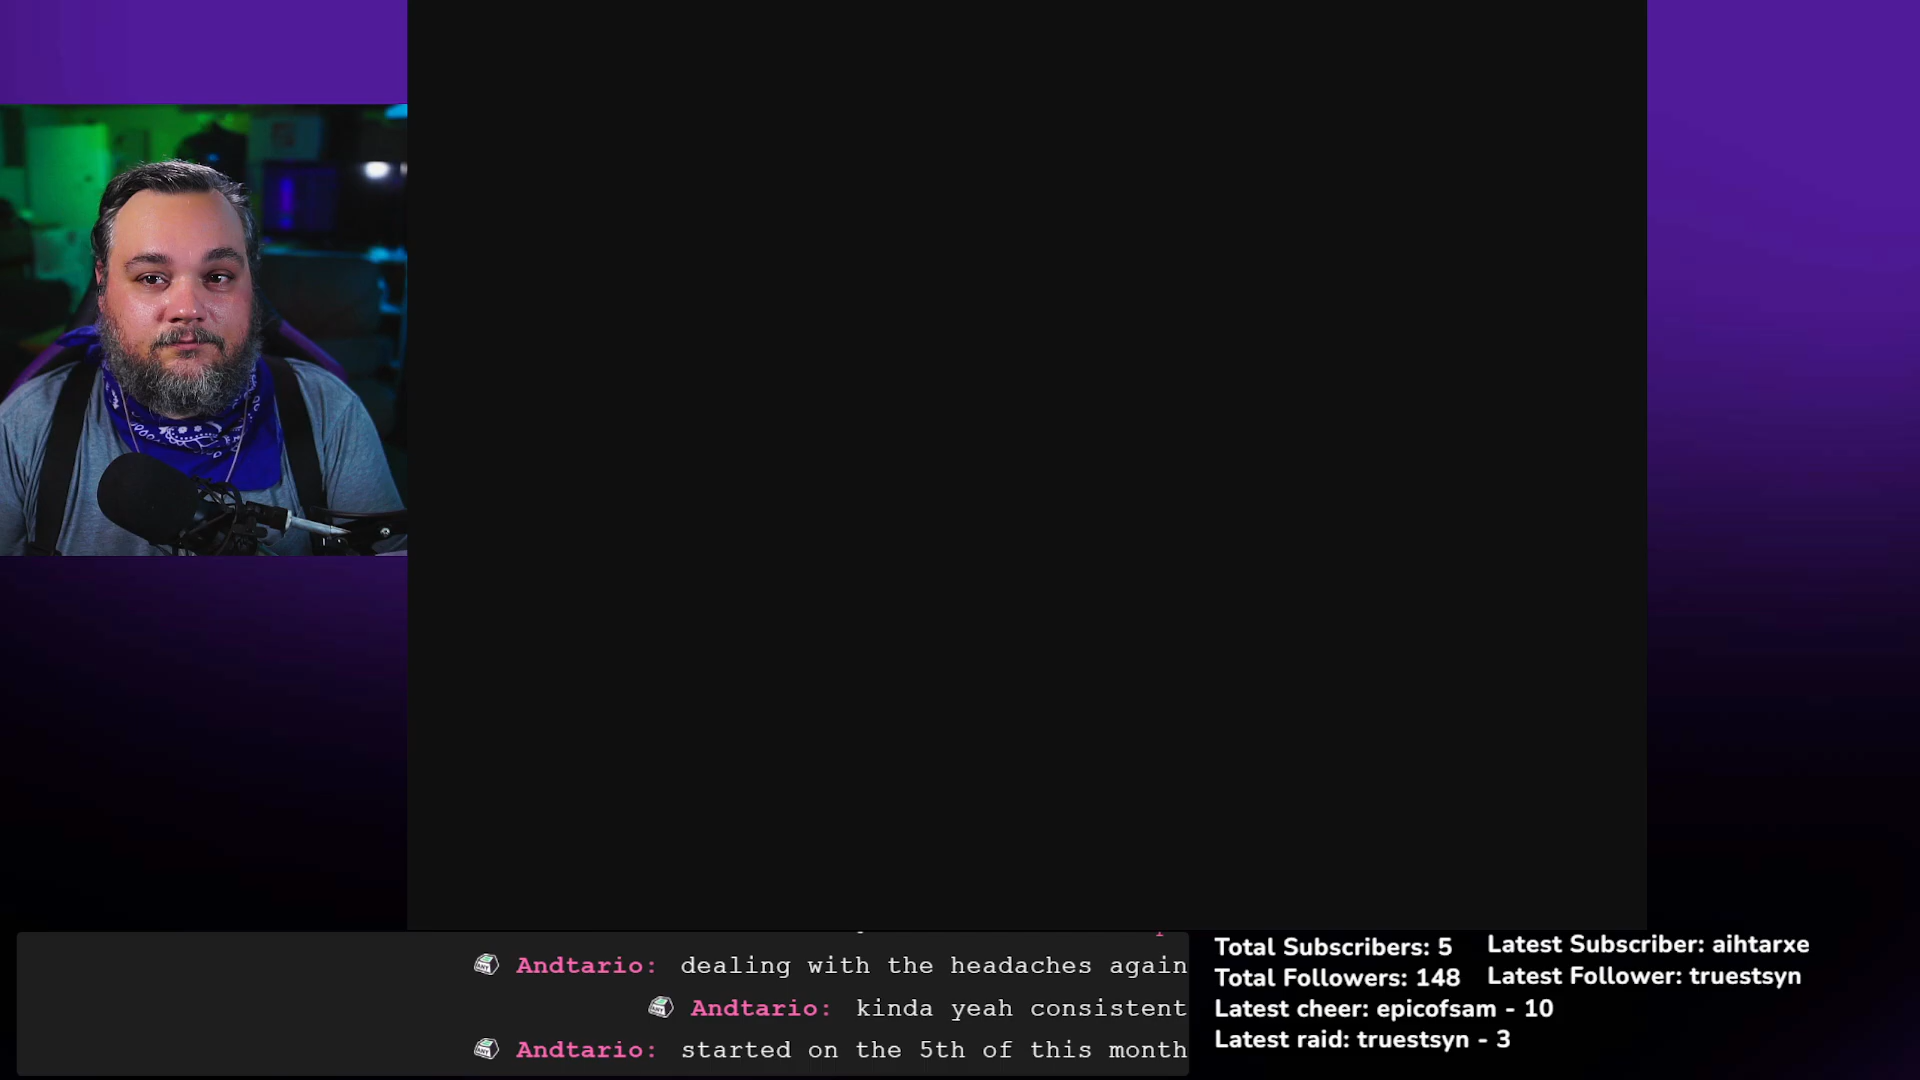 Andtario: dealing with the headaches again
Andtario: kinda yeah consistent
Andtario: started on the 5th of this month
Total Subscribers: 5
Latest Subscriber: aihtarxe
Total Followers: 148
Latest Follower: truestsyn
Latest cheer: epicofsam - 10
Latest raid: truestsyn - 3